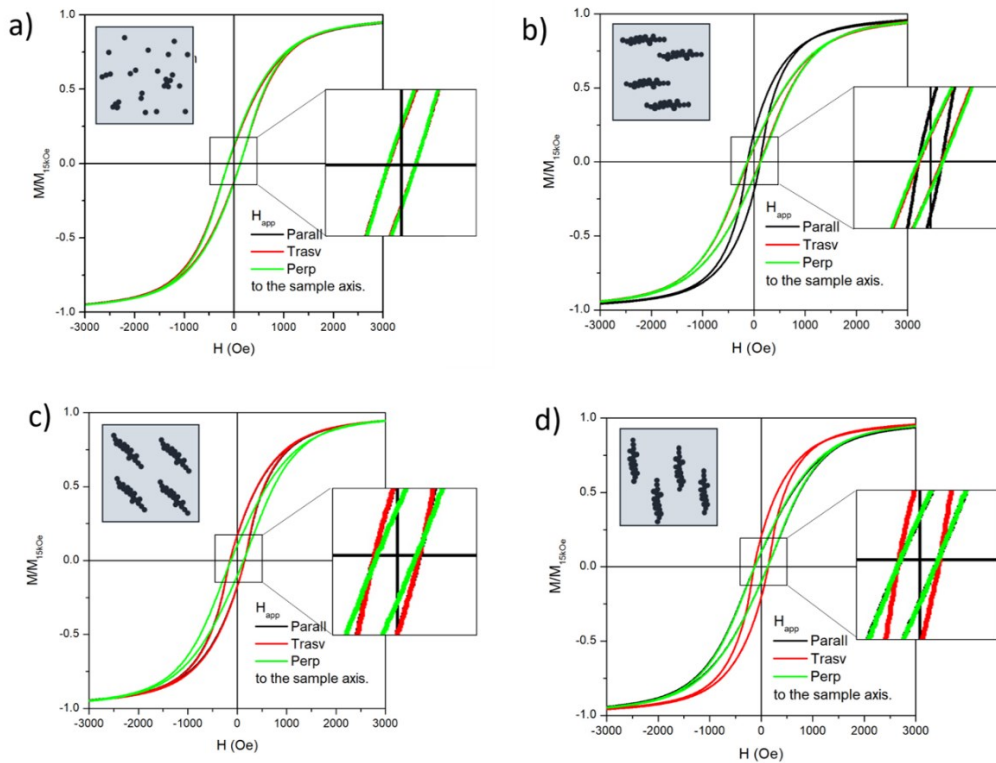 a)
1.0
0.5
0.0
-0.5
-1.0
M/M15kOe
Happ
Parall
Trasv
Perp
to the sample axis.
-3000 -2000 -1000 0 1000 2000 3000
H (Oe)
b)
1.0
0.5
0.0
-0.5
-1.0
M/M15kOe
Happ
Parall
Trasv
Perp
to the sample axis.
-3000 -2000 -1000 0 1000 2000 3000
H (Oe)
c)
1.0
0.5
0.0
-0.5
-1.0
M/M15kOe
Happ
Parall
Trasv
Perp
to the sample axis.
-3000 -2000 -1000 0 1000 2000 3000
H (Oe)
d)
1.0
0.5
0.0
-0.5
-1.0
M/M15kOe
Happ
Parall
Trasv
Perp
to the sample axis.
-3000 -2000 -1000 0 1000 2000 3000
H (Oe)